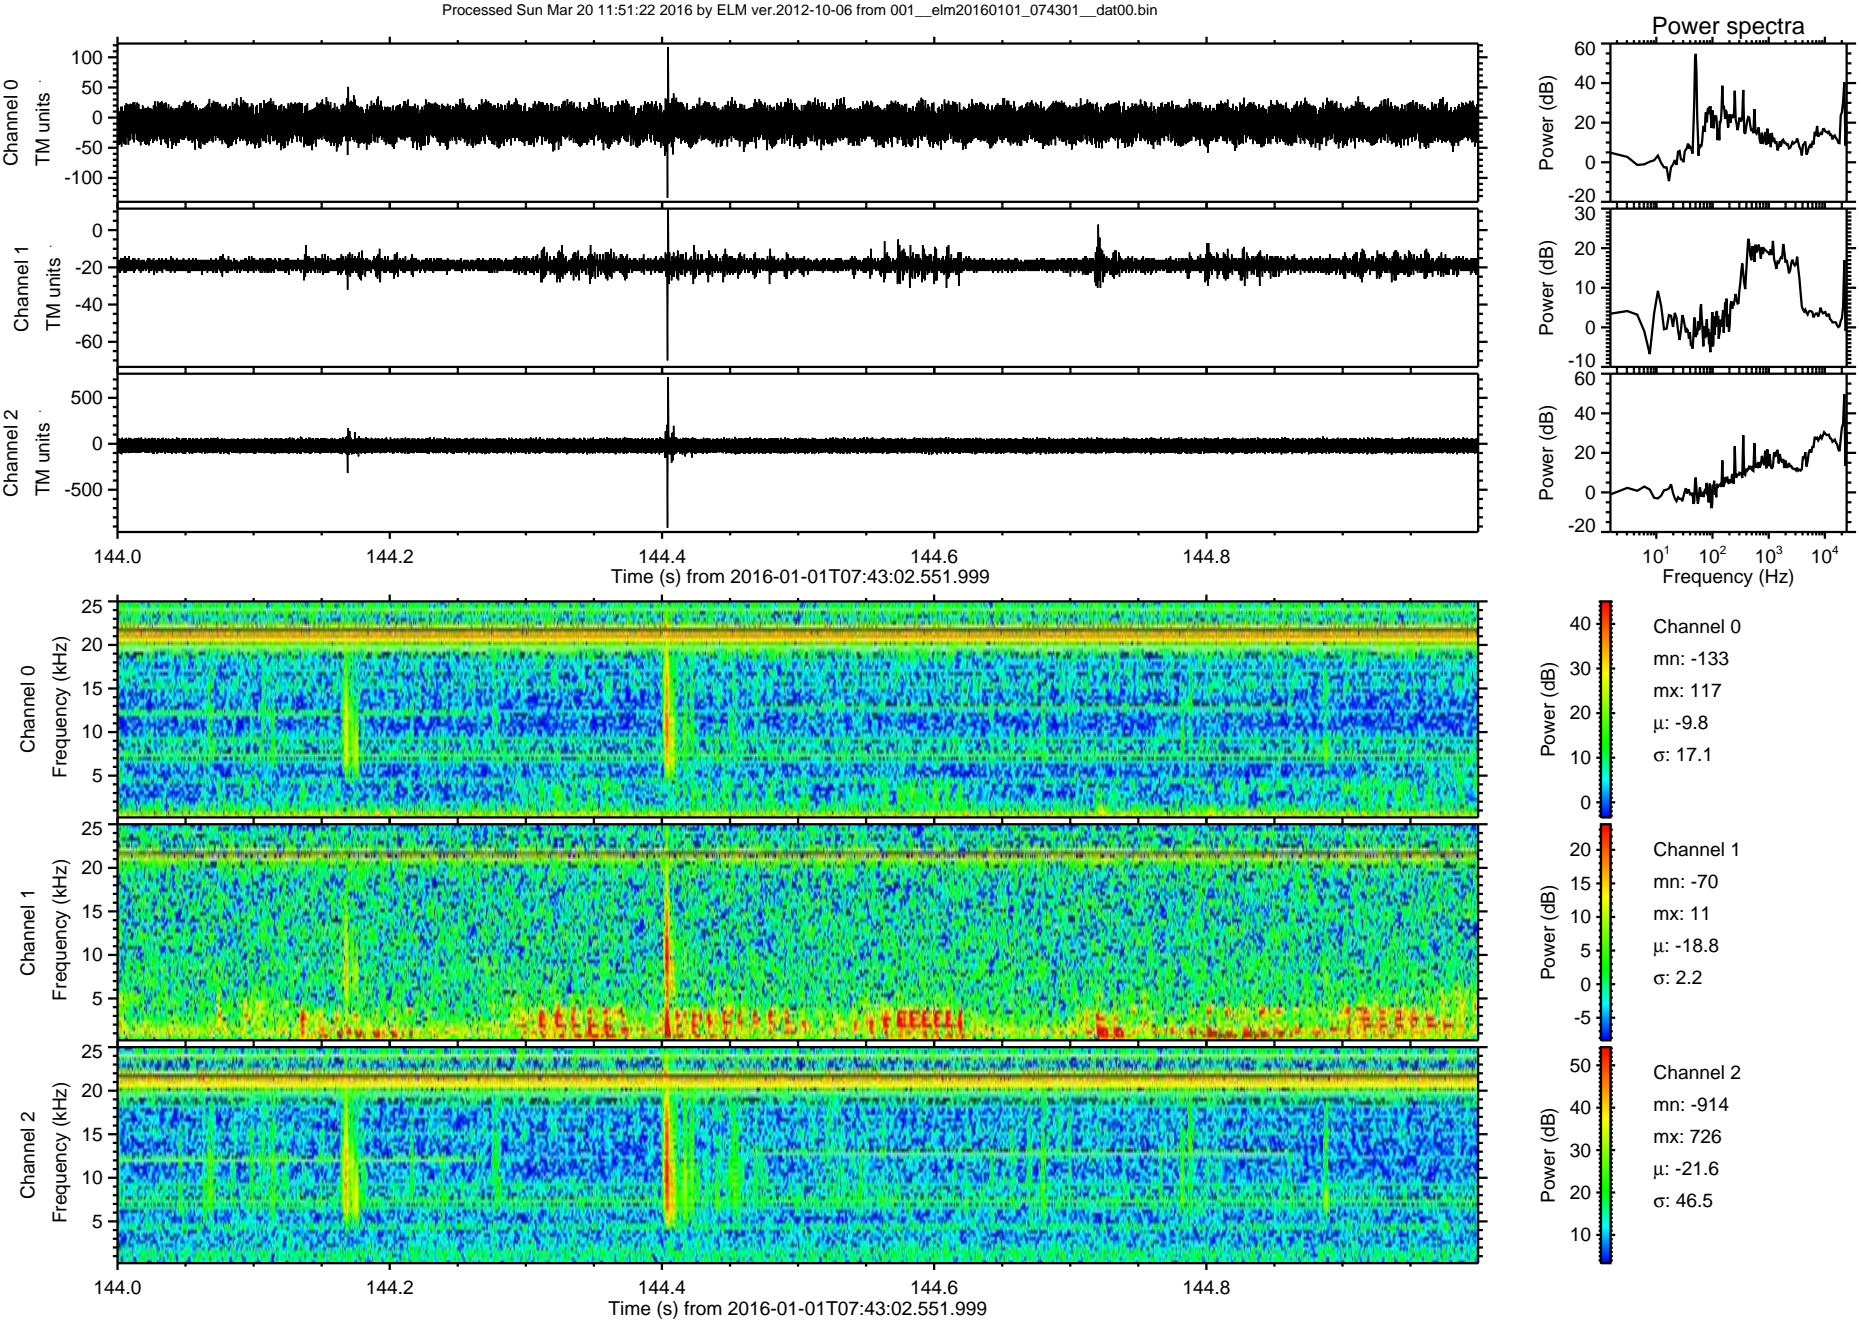 Processed Sun Mar 20 11:51:22 2016 by ELM ver.2012-10-06 from 001__elm20160101_074301__dat00.bin
Power spectra
Channel 0
TM units
100
50
0
-50
-100
Power (dB)
60
40
20
0
-20
Channel 1
TM units
0
-20
-40
-60
Power (dB)
30
20
10
0
-10
Channel 2
TM units
500
0
-500
Power (dB)
60
40
20
0
-20
144.0 144.2 144.4 144.6 144.8
Time (s) from 2016-01-01T07:43:02.551.999
10^1 10^2 10^3 10^4
Frequency (Hz)
Channel 0
Frequency (kHz)
25
20
15
10
5
Power (dB)
40
30
20
10
0
Channel 0
mn: -133
mx: 117
μ: -9.8
σ: 17.1
Channel 1
Frequency (kHz)
25
20
15
10
5
Power (dB)
20
15
10
5
0
-5
Channel 1
mn: -70
mx: 11
μ: -18.8
σ: 2.2
Channel 2
Frequency (kHz)
25
20
15
10
5
Power (dB)
50
40
30
20
10
Channel 2
mn: -914
mx: 726
μ: -21.6
σ: 46.5
144.0 144.2 144.4 144.6 144.8
Time (s) from 2016-01-01T07:43:02.551.999